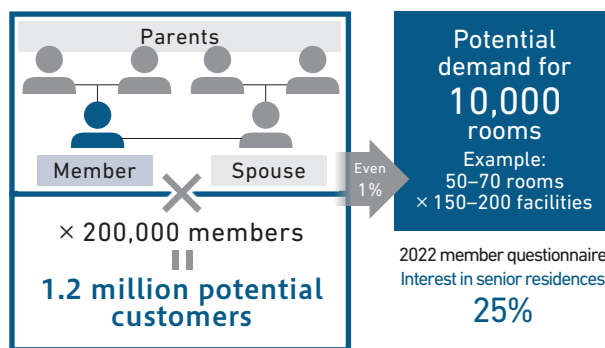 Parents
Member
Spouse
× 200,000 members
1.2 million potential
customers
Even
1%
Potential
demand for
10,000
rooms
Example:
50–70 rooms
× 150–200 facilities
2022 member questionnaire
Interest in senior residences
25%